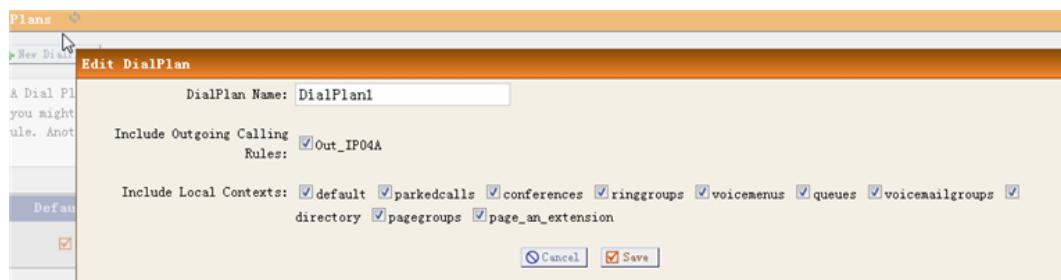 Plans
New Dial
Edit DialPlan
A Dial Pl
DialPlan Name: DialPlan1
you might
ule. Anot
Include Outgoing Calling
Rules:
Out_IP04A
Include Local Contexts: default parkedcalls conferences ringgroups voicemenus queues voicemailgroups
directory pagegroups page_an_extension
Defau
Cancel Save